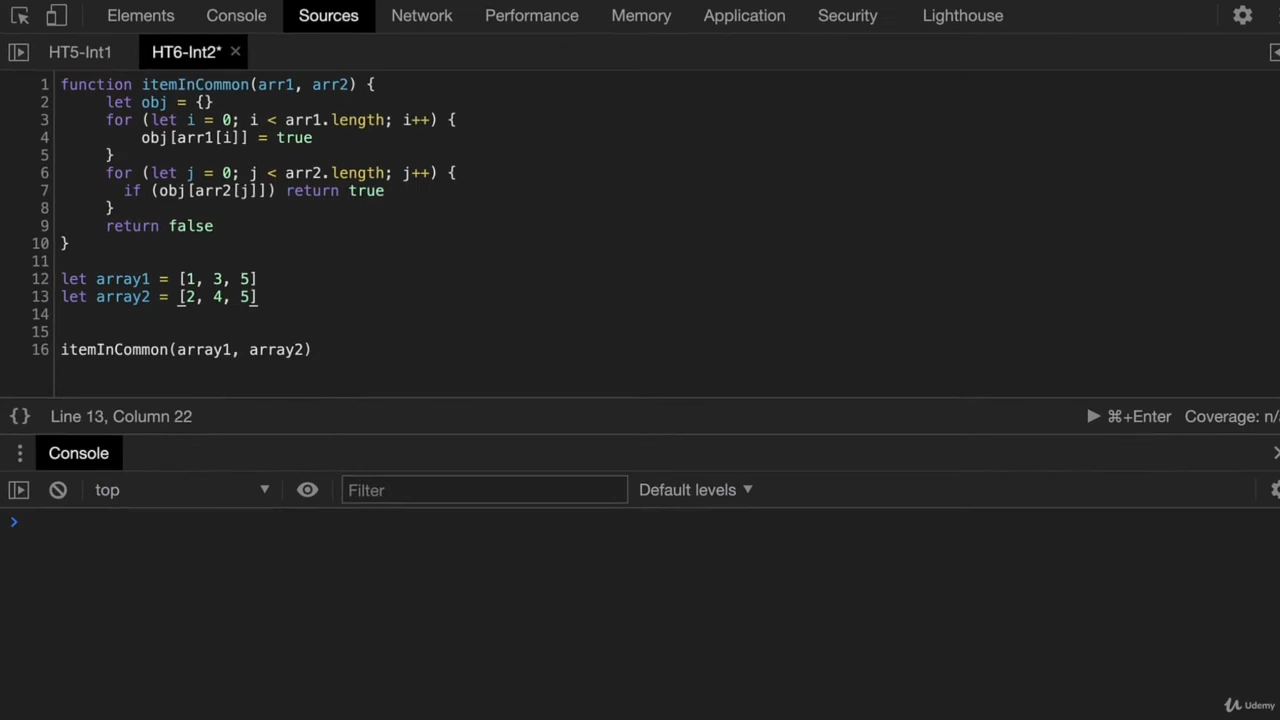 Elements Console Sources Network Performance Memory Application Security Lighthouse
HT5-Int1 HT6-Int2* ×
1 function itemInCommon(arr1, arr2) {
2 let obj = {}
3 for (let i = 0; i < arr1.length; i++) {
4 obj[arr1[i]] = true
5 }
6 for (let j = 0; j < arr2.length; j++) {
7 if (obj[arr2[j]]) return true
8 }
9 return false
10 }
11
12 let array1 = [1, 3, 5]
13 let array2 = [2, 4, 5]
14
15
16 itemInCommon(array1, array2)
{} Line 13, Column 22 ⌘+Enter Coverage: n/
Console
top Filter Default levels
>
Udemy